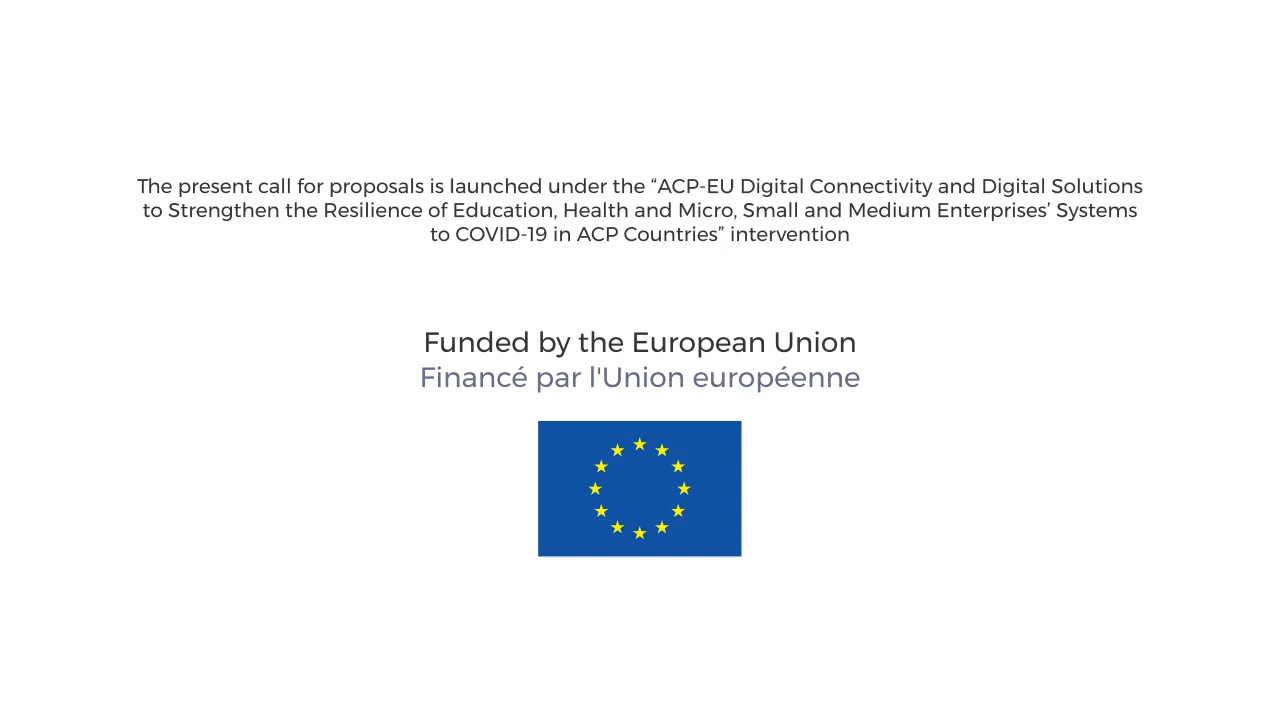 The present call for proposals is launched under the “ACP-EU Digital Connectivity and Digital Solutions
to Strengthen the Resilience of Education, Health and Micro, Small and Medium Enterprises’ Systems
to COVID-19 in ACP Countries” intervention
Funded by the European Union
Financé par l'Union européenne